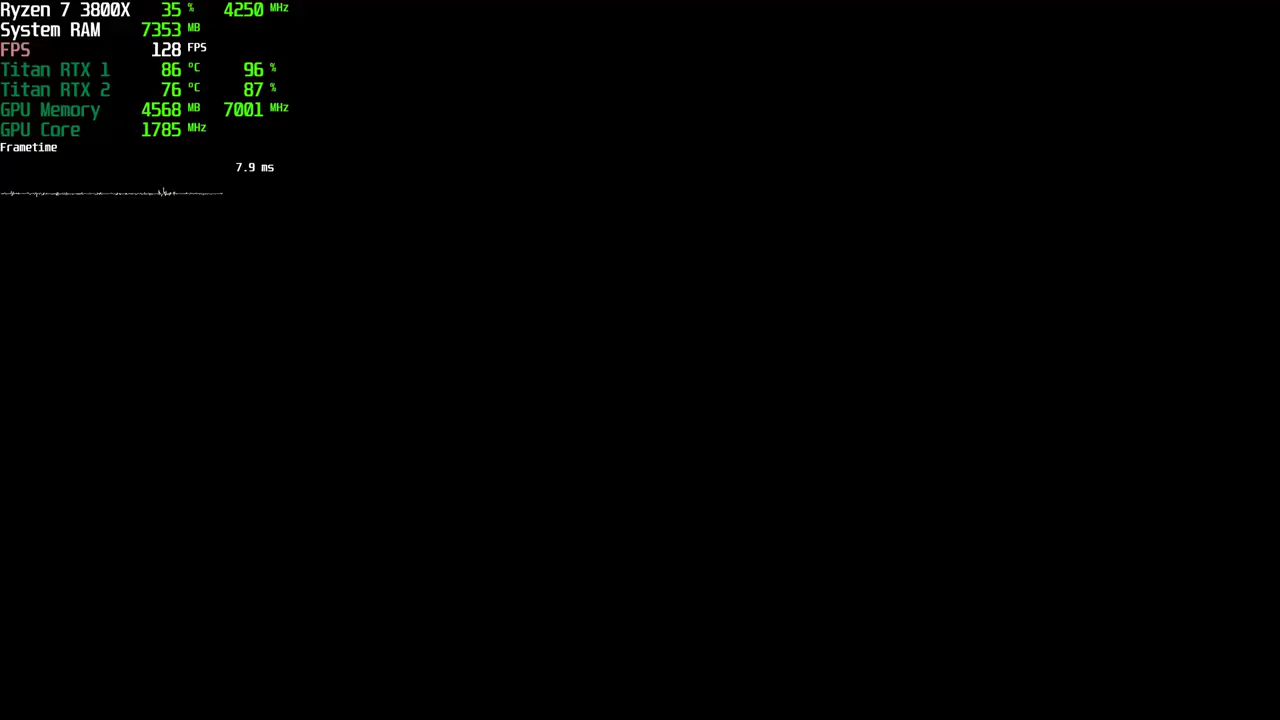 Ryzen 7 3800X 35 % 4250 MHz
System RAM 7353 MB
FPS 128 FPS
Titan RTX 1 86 °C 96 %
Titan RTX 2 76 °C 87 %
GPU Memory 4568 MB 7001 MHz
GPU Core 1785 MHz
Frametime
7.9 ms